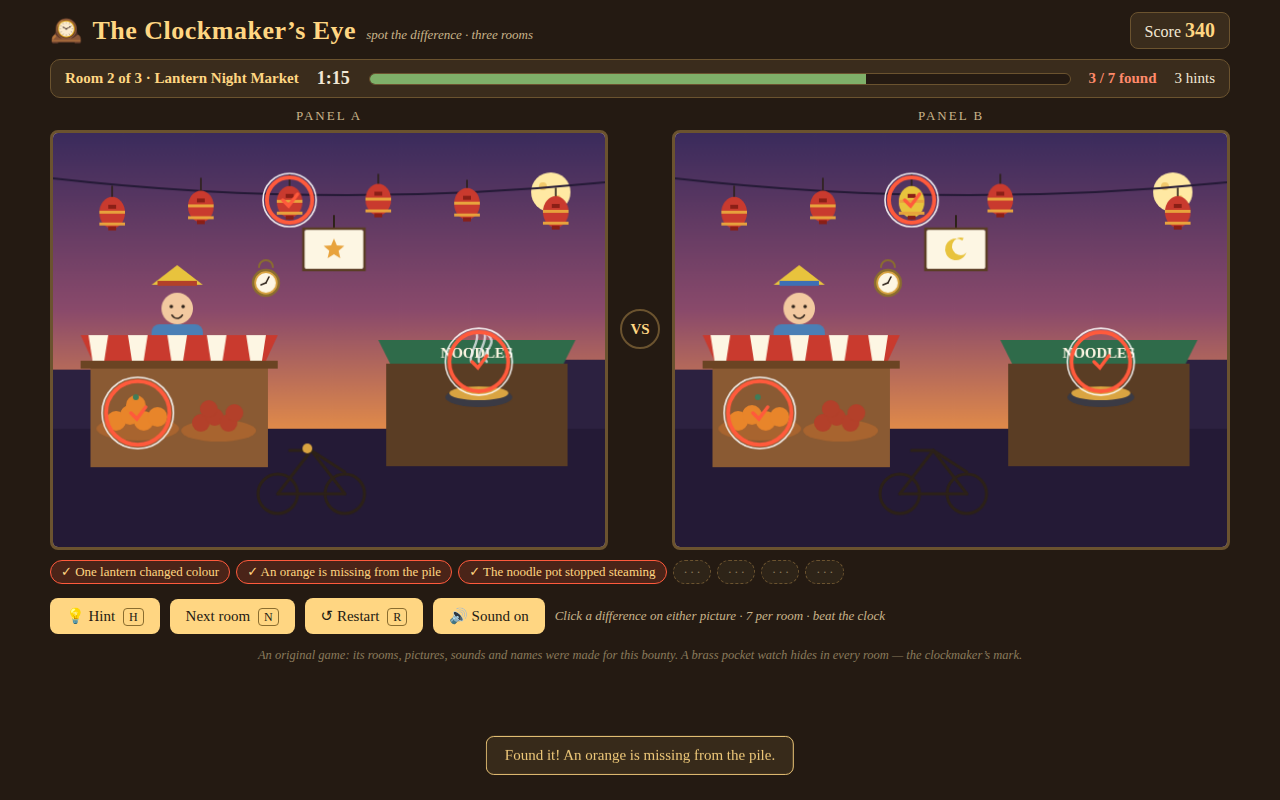 The Clockmaker’s Eye spot the difference · three rooms Score 340
Room 2 of 3 · Lantern Night Market 1:15 3 / 7 found 3 hints
PANEL A PANEL B
NOODLES NOODLES
VS
✓ One lantern changed colour ✓ An orange is missing from the pile ✓ The noodle pot stopped steaming · · · · · · · · · · · ·
💡 Hint H Next room N ↺ Restart R 🔊 Sound on Click a difference on either picture · 7 per room · beat the clock
An original game: its rooms, pictures, sounds and names were made for this bounty. A brass pocket watch hides in every room — the clockmaker’s mark.
Found it! An orange is missing from the pile.